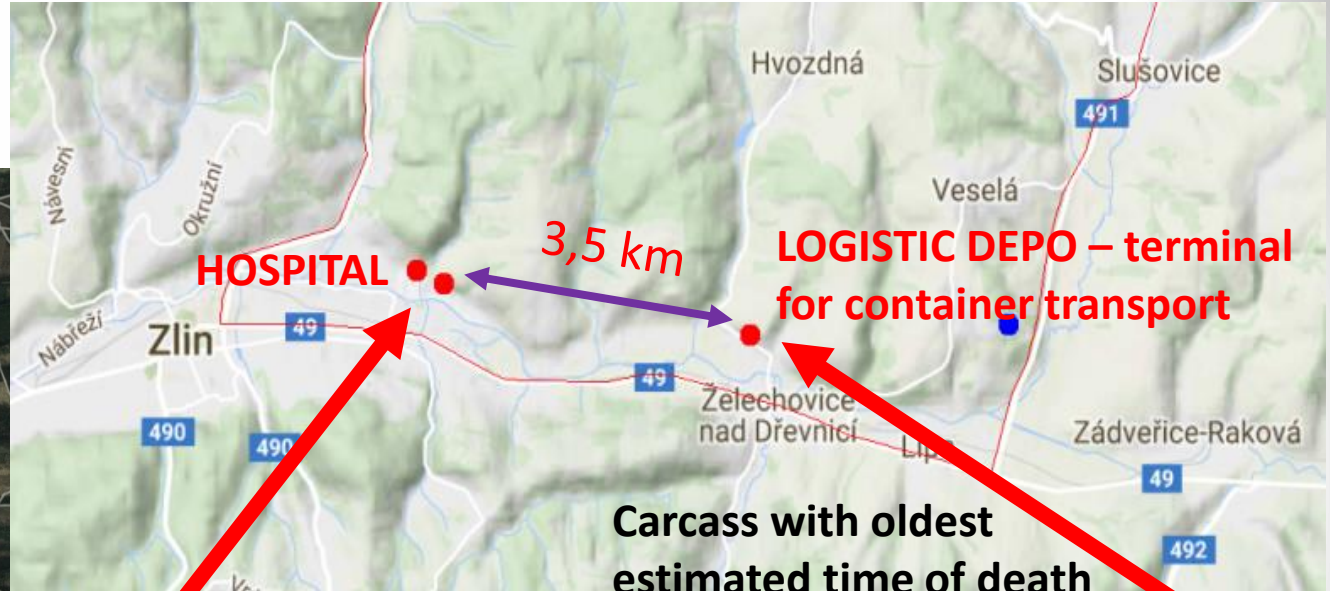 Hvozdná
Slušovice
491
Návesní
Okružní
Veselá
3,5 km
LOGISTIC DEPO – terminal
for container transport
HOSPITAL
Nábřeží
Zlin
49
49
Želechovice
nad Dřevnicí
490
490
Zádveřice-Raková
49
Carcass with oldest
estimated time of death
492